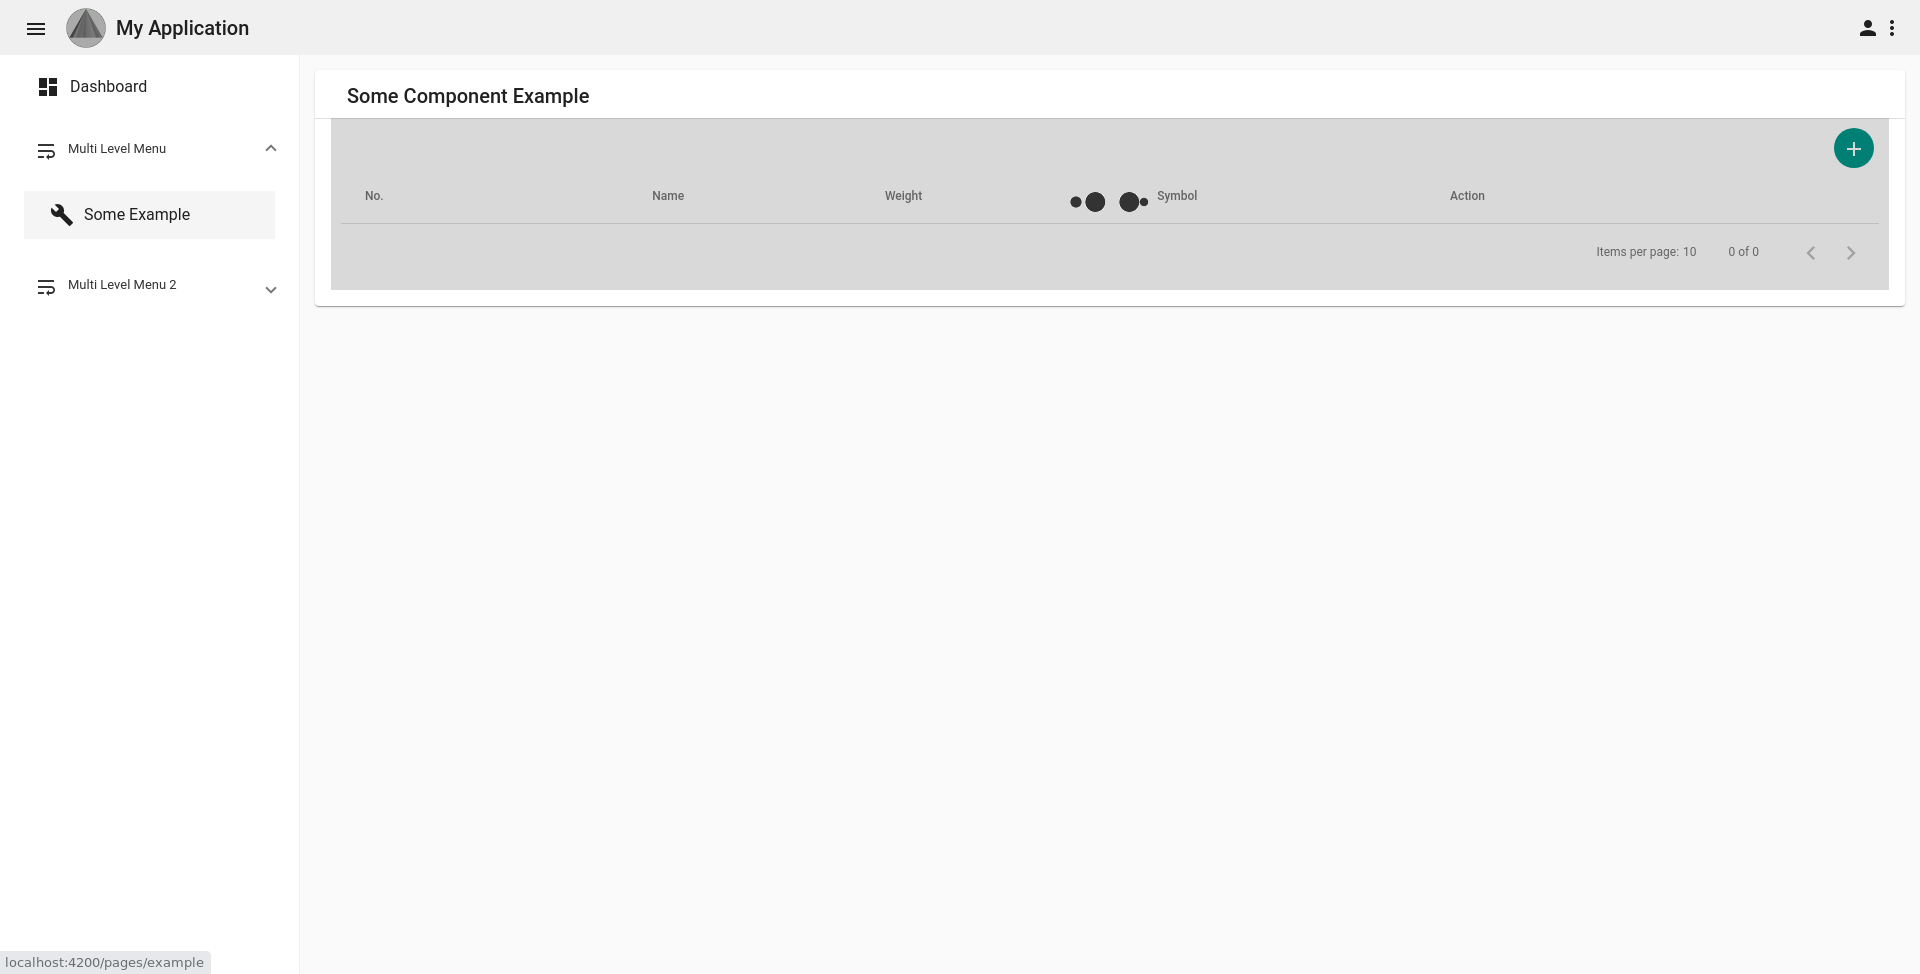 My Application
Dashboard
Multi Level Menu
Some Example
Multi Level Menu 2
Some Component Example
No. Name Weight Symbol Action
Items per page: 10 0 of 0
localhost:4200/pages/example